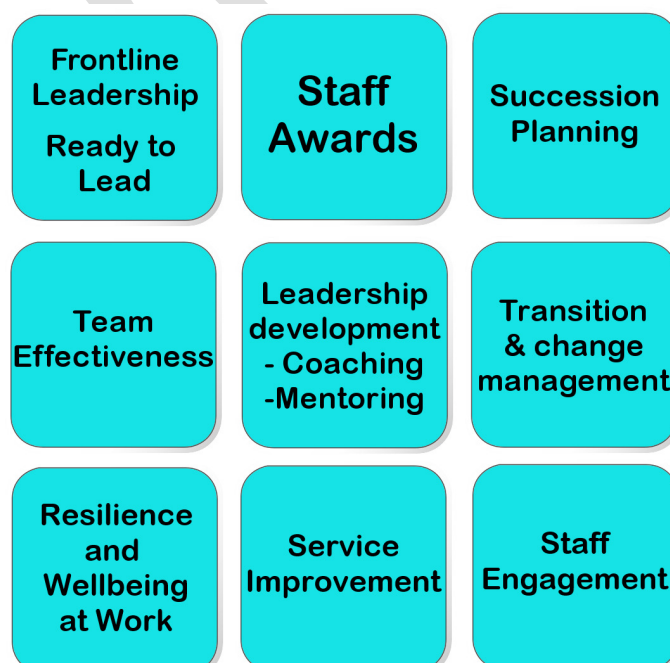 Frontline
Leadership
Ready to
Lead
Staff
Awards
Succession
Planning
Team
Effectiveness
Leadership
development
- Coaching
-Mentoring
Transition
& change
management
Resilience
and
Wellbeing
at Work
Service
Improvement
Staff
Engagement